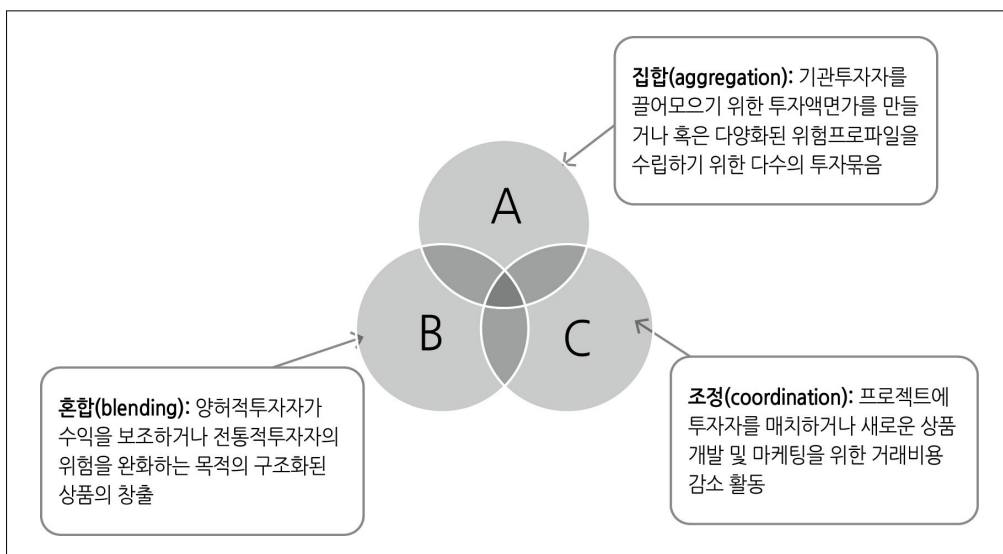 집합(aggregation): 기관투자자를
끌어모으기 위한 투자액면가를 만들
거나 혹은 다양화된 위험프로파일을
수립하기 위한 다수의 투자묶음
A
B
C
혼합(blending): 양허적투자자가
수익을 보조하거나 전통적투자자의
위험을 완화하는 목적의 구조화된
상품의 창출
조정(coordination): 프로젝트에
투자자를 매치하거나 새로운 상품
개발 및 마케팅을 위한 거래비용
감소 활동